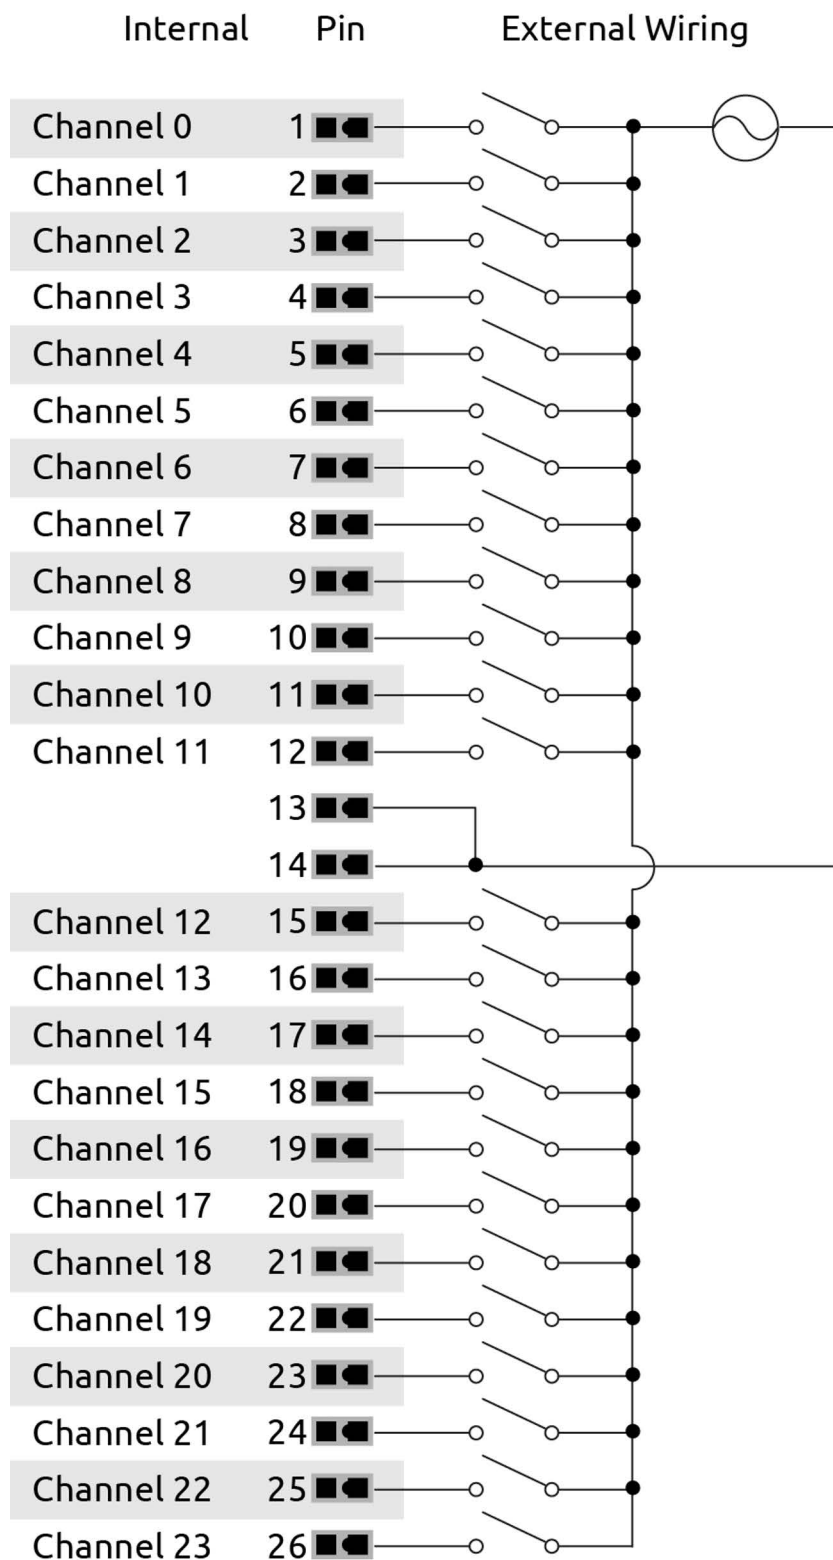 Internal Pin External Wiring
Channel 0 1
Channel 1 2
Channel 2 3
Channel 3 4
Channel 4 5
Channel 5 6
Channel 6 7
Channel 7 8
Channel 8 9
Channel 9 10
Channel 10 11
Channel 11 12
13
14
Channel 12 15
Channel 13 16
Channel 14 17
Channel 15 18
Channel 16 19
Channel 17 20
Channel 18 21
Channel 19 22
Channel 20 23
Channel 21 24
Channel 22 25
Channel 23 26